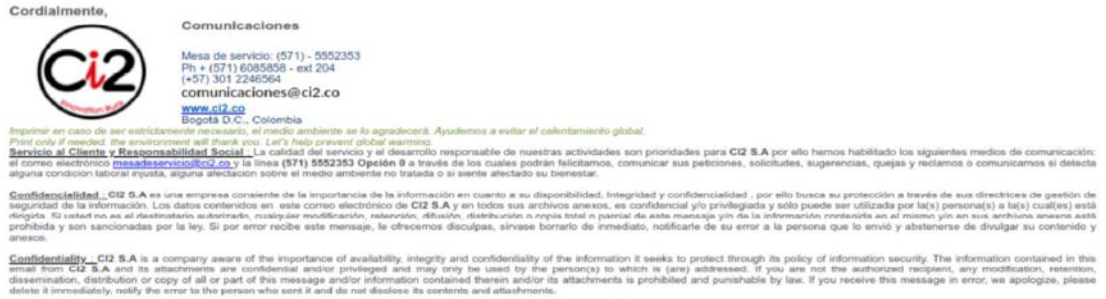 Cordialmente,
Comunicaciones
Ci2
Mesa de servicio: (571) - 5552353
Ph + (571) 6085858 - ext 204
(+57) 301 2246564
comunicaciones@ci2.co
www.ci2.co
Bogotá D.C., Colombia
Imprimir en caso de ser estrictamente necesario, el medio ambiente se lo agradecerá. Ayudemos a evitar el calentamiento global.
Print only if needed, the environment will thank you. Let's help prevent global warming.
Servicio al Cliente y Responsabilidad Social : La calidad del servicio y el desarrollo responsable de nuestras actividades son prioridades para CI2 S.A por ello hemos habilitado los siguientes medios de comunicación:
el correo electrónico mesadeservicio@ci2.co y la línea (571) 5552353 Opción 0 a través de los cuales podrán felicitarnos, comunicar sus peticiones, solicitudes, sugerencias, quejas y reclamos o comunicarnos si detecta
alguna condición laboral injusta, alguna afectación sobre el medio ambiente no tratada o si siente afectado su bienestar.
Confidencialidad : CI2 S.A es una empresa consiente de la importancia de la información en cuanto a su disponibilidad, Integridad y confidencialidad , por ello busca su protección a través de sus directrices de gestión de
seguridad de la información. Los datos contenidos en este correo electrónico de CI2 S.A y en todos sus archivos anexos, es confidencial y/o privilegiada y sólo puede ser utilizada por la(s) persona(s) a la(s) cual(es) está
dirigida. Si usted no es el destinatario autorizado, cualquier modificación, retención, difusión, distribución o copia total o parcial de este mensaje y/o de la información contenida en el mismo y/o en sus archivos anexos está
prohibida y son sancionadas por la ley. Si por error recibe este mensaje, le ofrecemos disculpas, sírvase borrarlo de inmediato, notificarle de su error a la persona que lo envió y abstenerse de divulgar su contenido y
anexos.
Confidentiality : CI2 S.A is a company aware of the importance of availability, integrity and confidentiality of the information it seeks to protect through its policy of information security. The information contained in this
email from CI2 S.A and its attachments are confidential and/or privileged and may only be used by the person(s) to which is (are) addressed. If you are not the authorized recipient, any modification, retention,
dissemination, distribution or copy of all or part of this message and/or information contained therein and/or its attachments is prohibited and punishable by law. If you receive this message in error, we apologize, please
delete it immediately, notify the error to the person who sent it and do not disclose its contents and attachments.